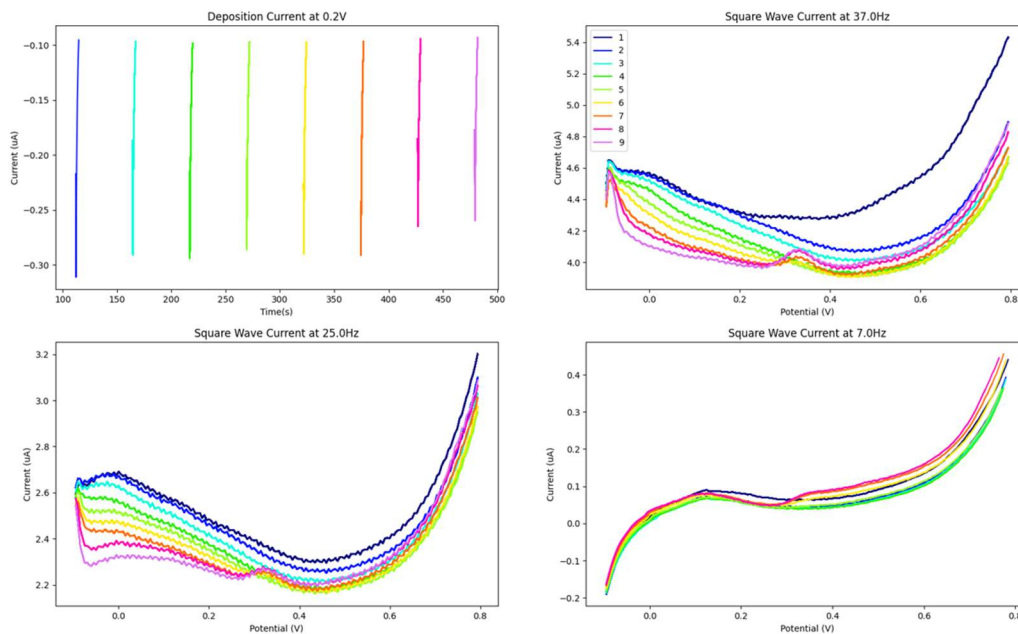 Deposition Current at 0.2V
−0.10
−0.15
−0.20
−0.25
−0.30
Current (uA)
100 150 200 250 300 350 400 450 500
Time(s)
Square Wave Current at 37.0Hz
5.4
5.2
5.0
4.8
4.6
4.4
4.2
4.0
Current (uA)
1
2
3
4
5
6
7
8
9
0.0 0.2 0.4 0.6 0.8
Potential (V)
Square Wave Current at 25.0Hz
3.2
3.0
2.8
2.6
2.4
2.2
Current (uA)
0.0 0.2 0.4 0.6 0.8
Potential (V)
Square Wave Current at 7.0Hz
0.4
0.3
0.2
0.1
0.0
−0.1
−0.2
Current (uA)
0.0 0.2 0.4 0.6 0.8
Potential (V)